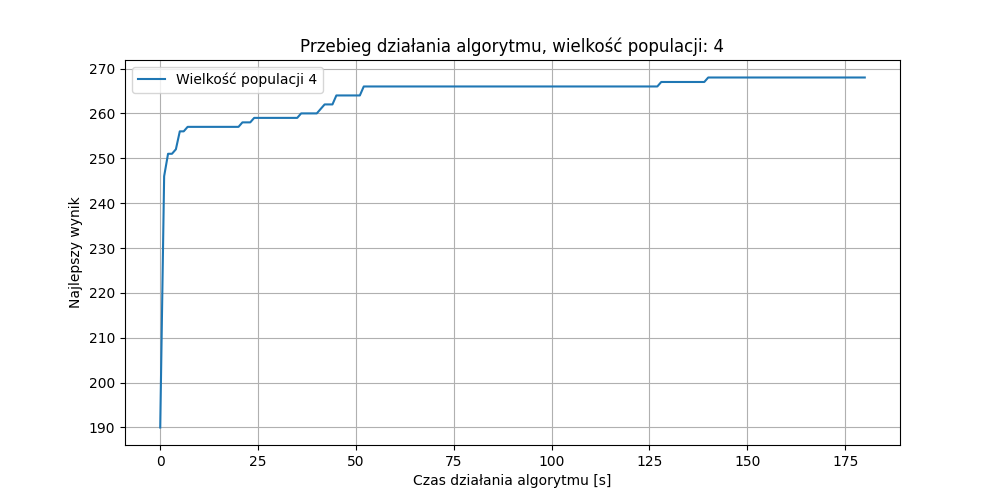 Przebieg działania algorytmu, wielkość populacji: 4
Wielkość populacji 4
Najlepszy wynik
270
260
250
240
230
220
210
200
190
0 25 50 75 100 125 150 175
Czas działania algorytmu [s]